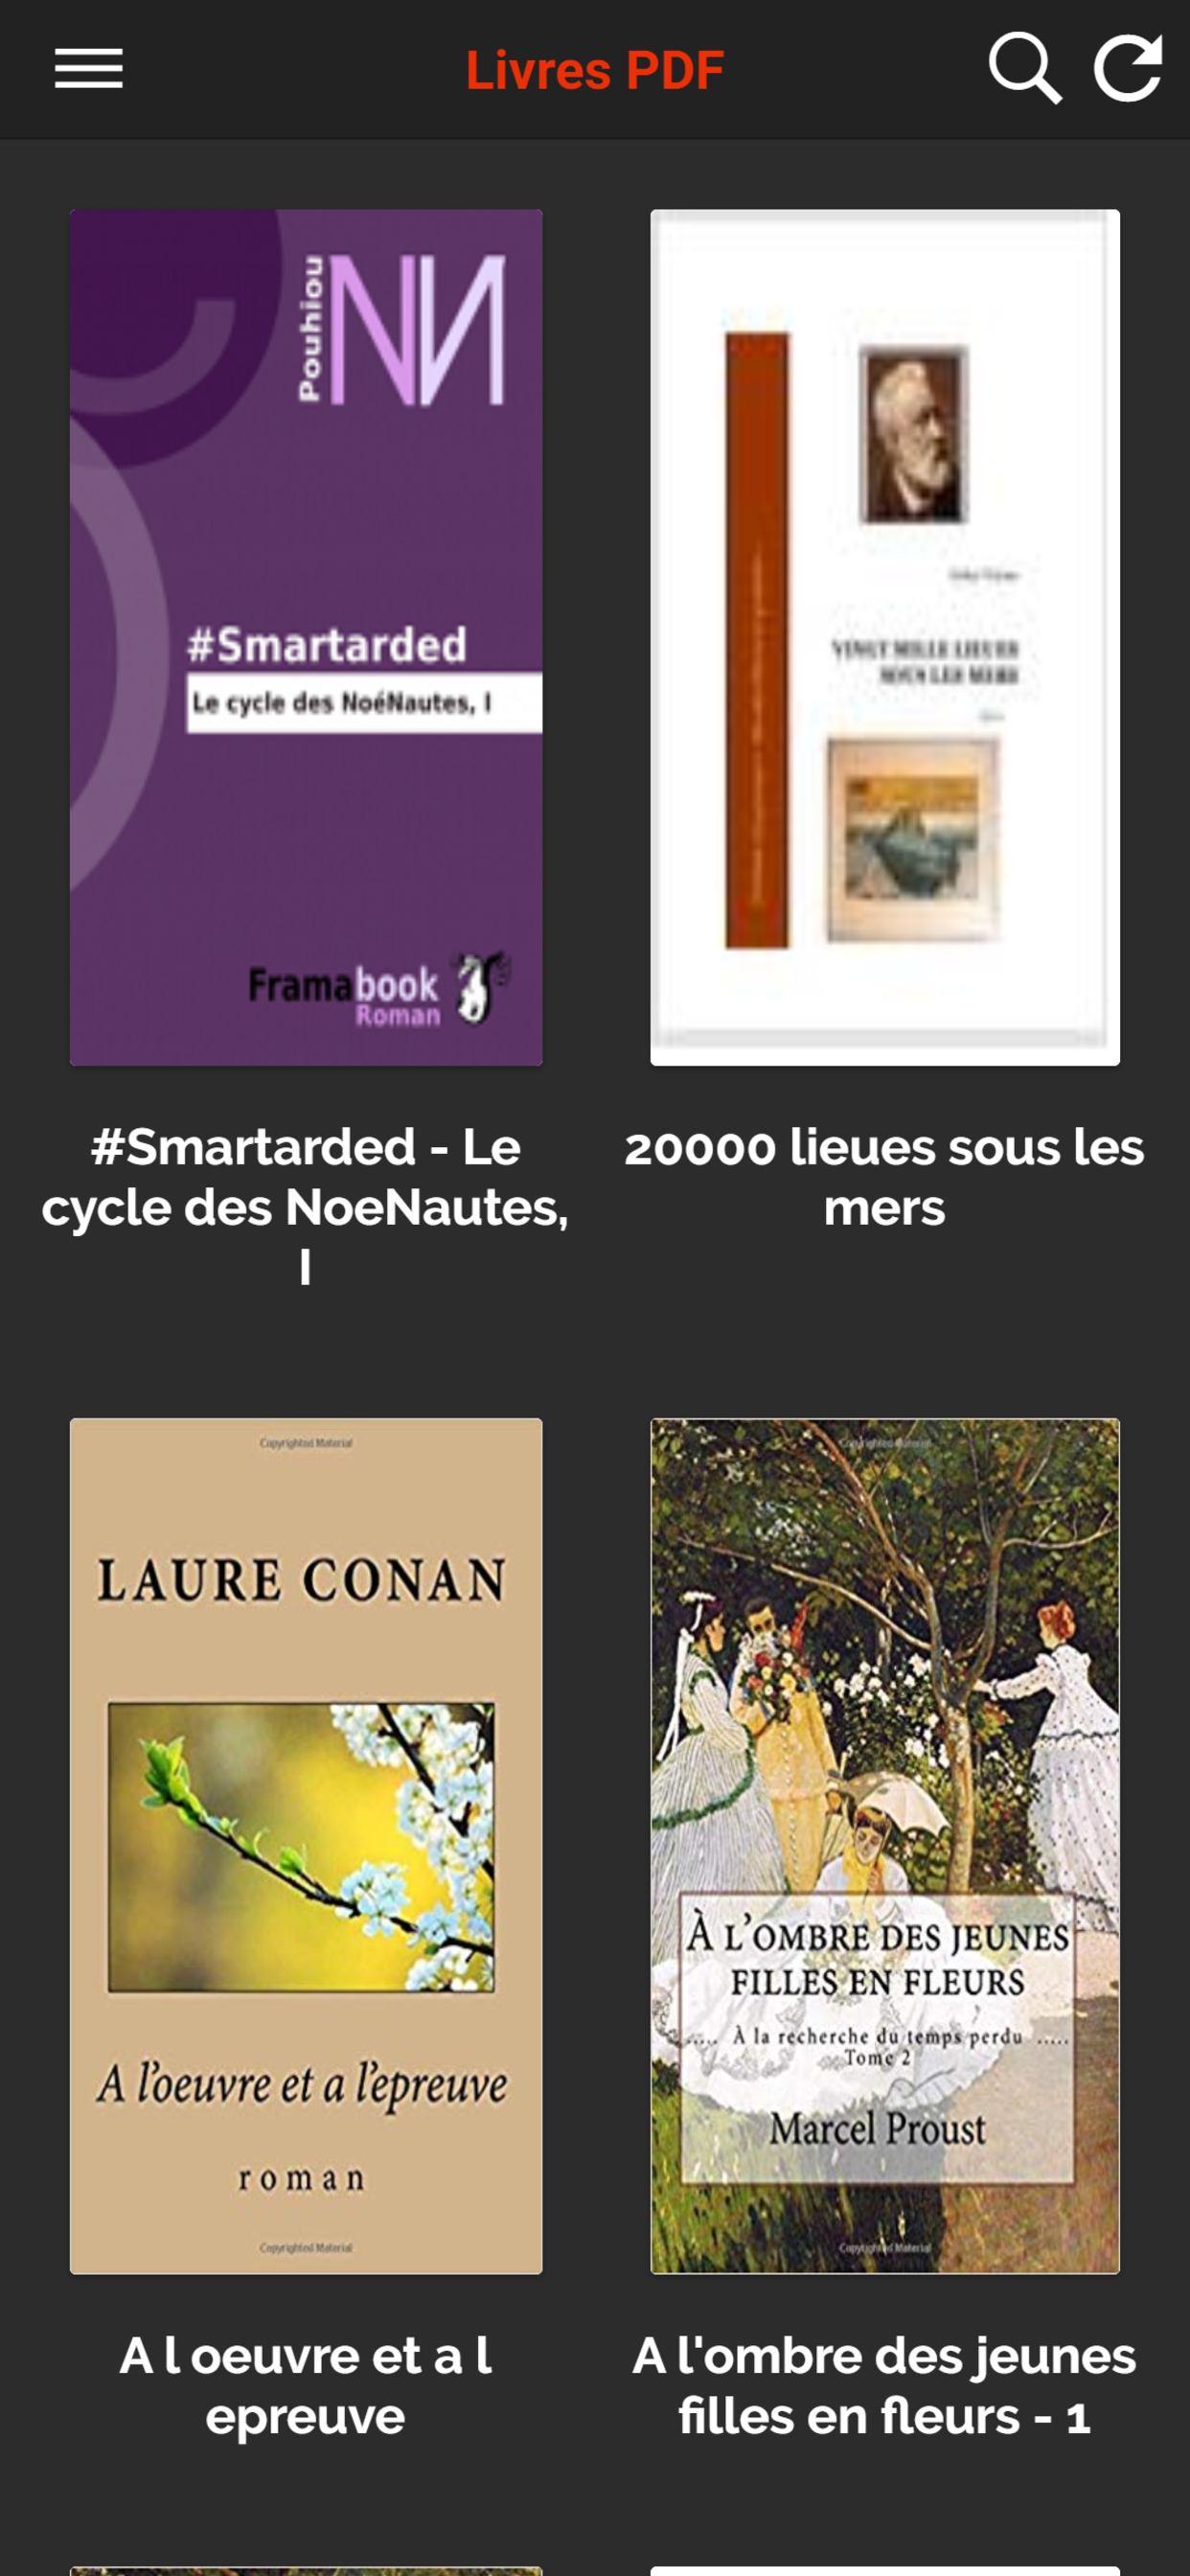 Livres PDF
Pouhiou
NN
#Smartarded
Le cycle des NoéNautes, I
Framabook
Roman
VINGT MILLE LIEUES
SOUS LES MERS
#Smartarded - Le
cycle des NoeNautes,
I
20000 lieues sous les
mers
Copyrighted Material
LAURE CONAN
A l'oeuvre et a l'epreuve
roman
Copyrighted Material
Copyrighted Material
À L'OMBRE DES JEUNES
FILLES EN FLEURS
..... À la recherche du temps perdu .....
Tome 2
Marcel Proust
Copyrighted Material
A l oeuvre et a l
epreuve
A l'ombre des jeunes
filles en fleurs - 1